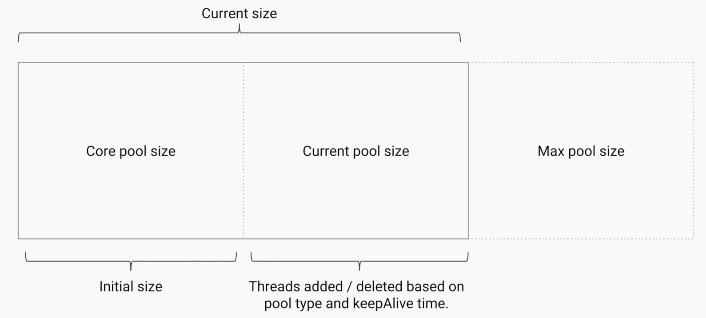 Current size
Core pool size
Current pool size
Max pool size
Initial size
Threads added / deleted based on
pool type and keepAlive time.